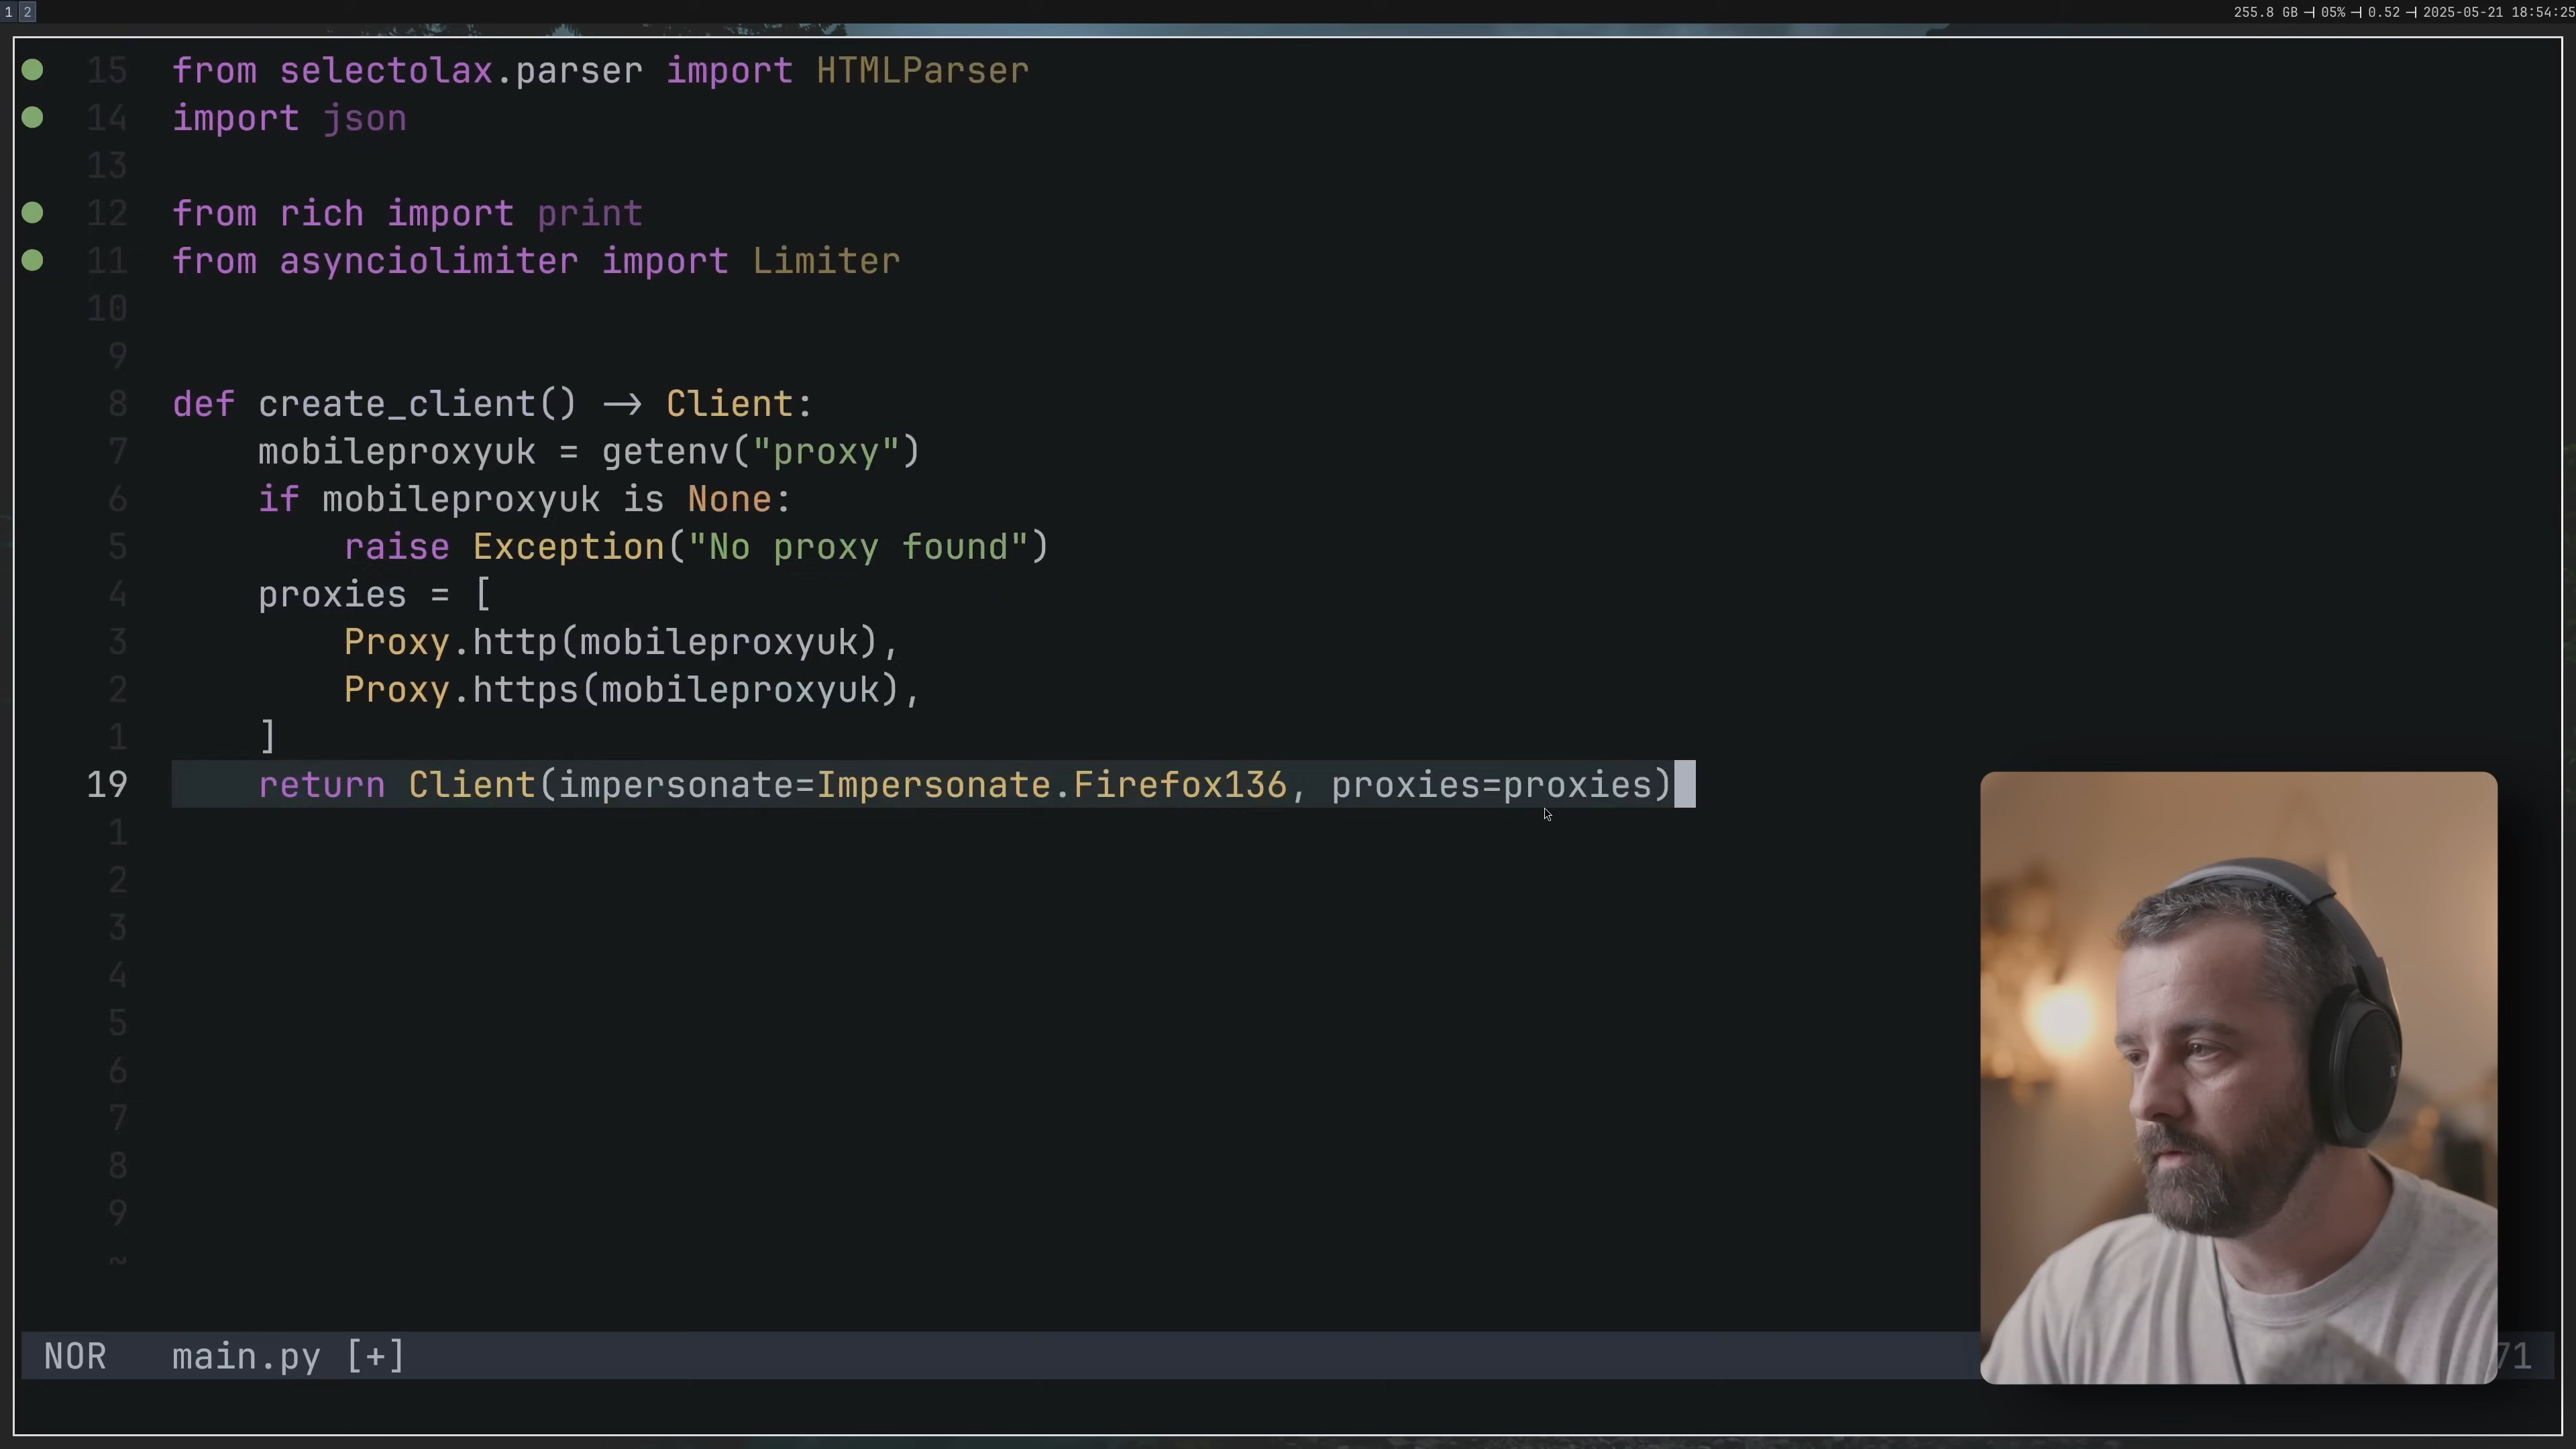 1 2
255.8 GB ⊣ 05% ⊣ 0.52 ⊣ 2025-05-21 18:54:25
15 from selectolax.parser import HTMLParser
14 import json
13
12 from rich import print
11 from asynciolimiter import Limiter
10
9
8 def create_client() → Client:
7 mobileproxyuk = getenv("proxy")
6 if mobileproxyuk is None:
5 raise Exception("No proxy found")
4 proxies = [
3 Proxy.http(mobileproxyuk),
2 Proxy.https(mobileproxyuk),
1 ]
19 return Client(impersonate=Impersonate.Firefox136, proxies=proxies)
1
2
3
4
5
6
7
8
9
~
NOR main.py [+] 71